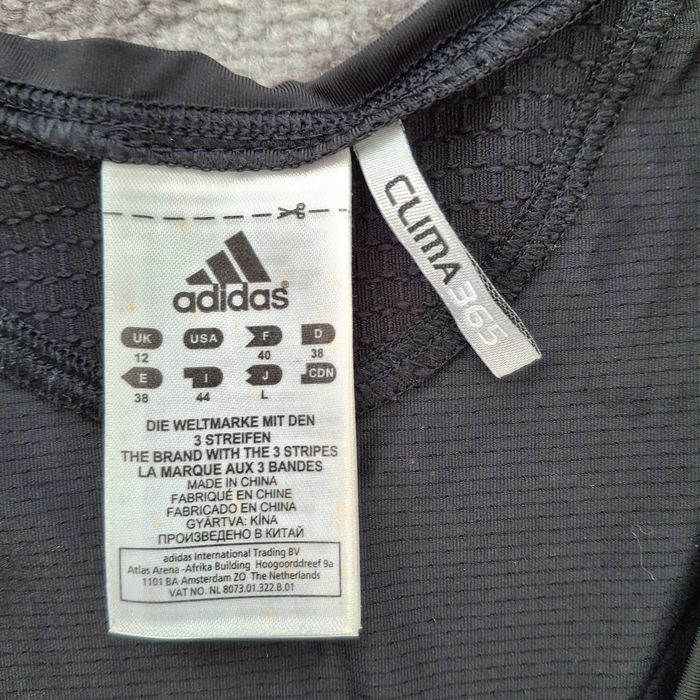 adidas
UK USA F D
12 40 38
E I J CDN
38 44 L
DIE WELTMARKE MIT DEN
3 STREIFEN
THE BRAND WITH THE 3 STRIPES
LA MARQUE AUX 3 BANDES
MADE IN CHINA
FABRIQUÉ EN CHINE
FABRICADO EN CHINA
GYÁRTVA: KÍNA
ПРОИЗВЕДЕНО В КИТАЙ
adidas International Trading BV
Atlas Arena -Afrika Building Hoogoorddreef 9a
1101 BA Amsterdam ZO The Netherlands
VAT NO. NL 8073.01.322.B.01
CLIMA365